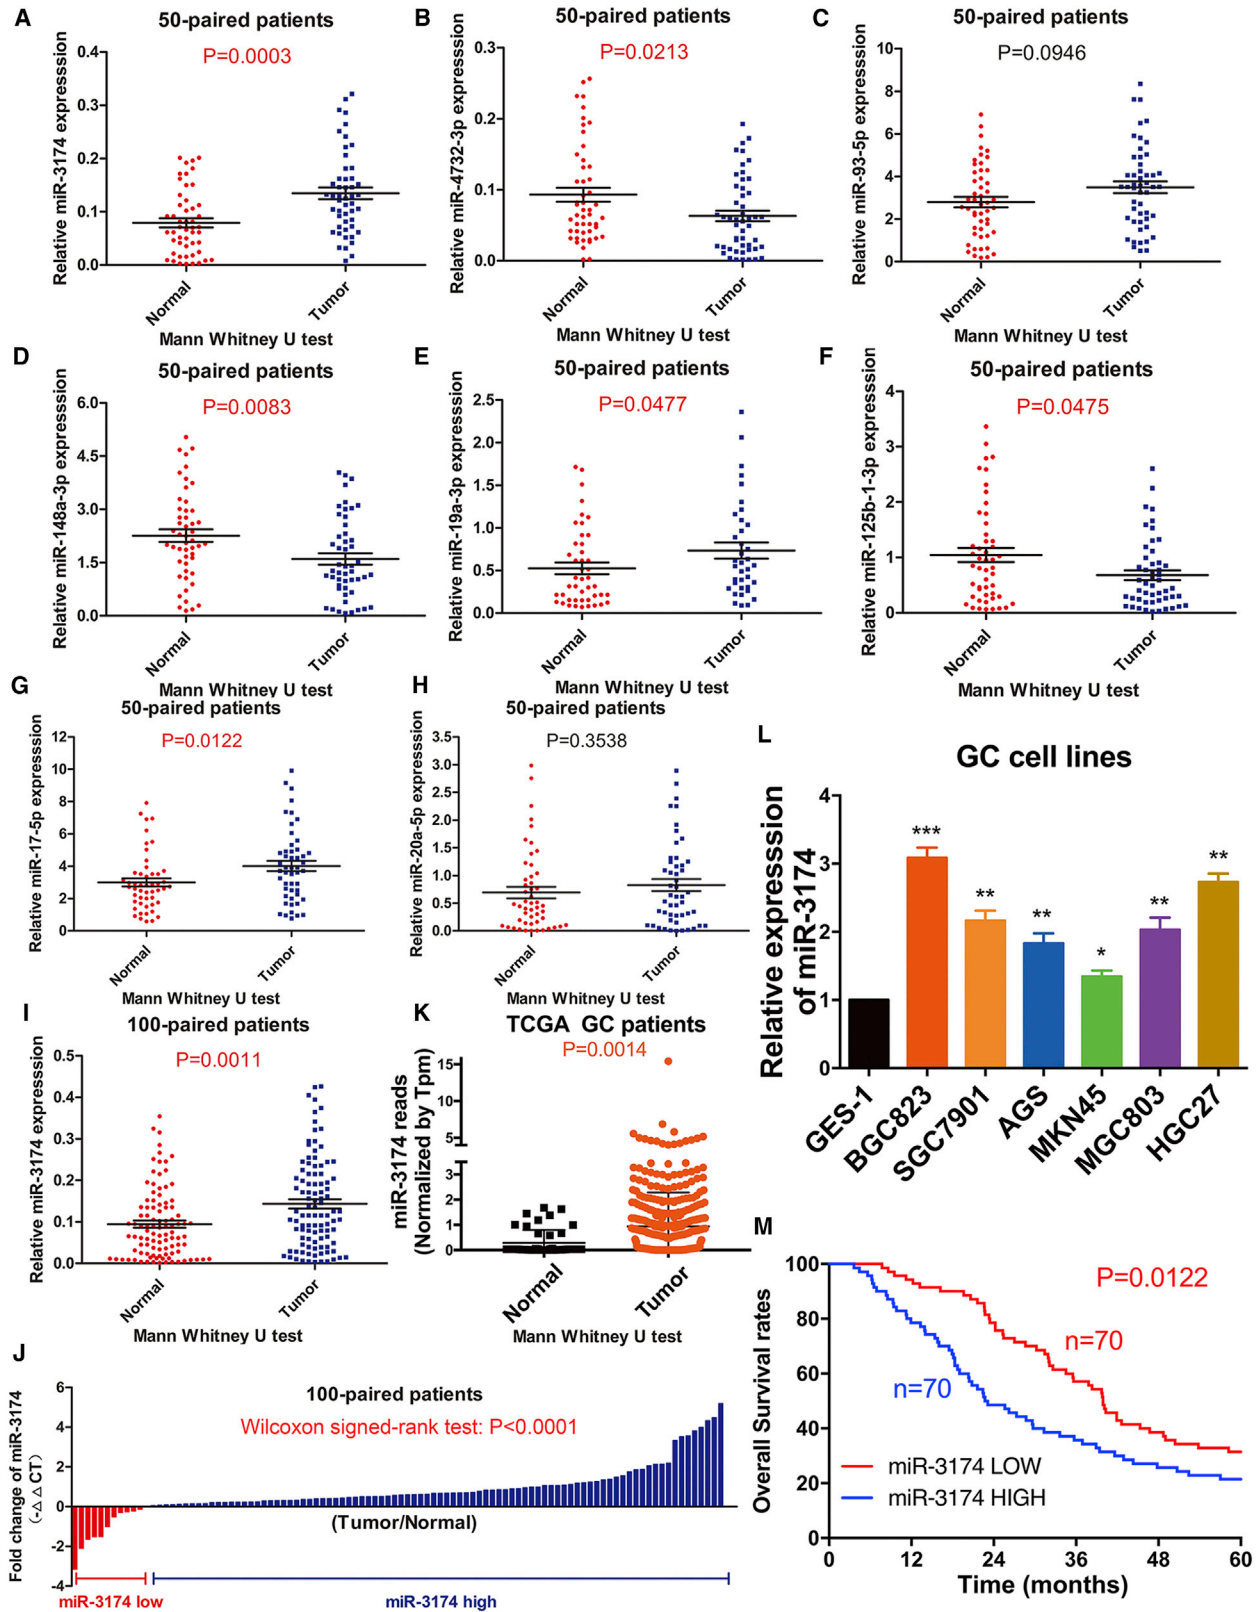 A
50-paired patients
P=0.0003
Relative miR-3174 expresssion
0.4
0.3
0.2
0.1
0.0
Normal
Tumor
Mann Whitney U test
B
50-paired patients
P=0.0213
Relative miR-4732-3p expresssion
0.3
0.2
0.1
0.0
Normal
Tumor
Mann Whitney U test
C
50-paired patients
P=0.0946
Relative miR-93-5p expresssion
10
8
6
4
2
0
Normal
Tumor
Mann Whitney U test
D
50-paired patients
P=0.0083
Relative miR-148a-3p expresssion
6.0
4.5
3.0
1.5
0.0
Normal
Tumor
Mann Whitney U test
E
50-paired patients
P=0.0477
Relative miR-19a-3p expresssion
2.5
2.0
1.5
1.0
0.5
0.0
Normal
Tumor
Mann Whitney U test
F
50-paired patients
P=0.0475
Relative miR-125b-1-3p expresssion
4
3
2
1
0
Normal
Tumor
Mann Whitney U test
G
50-paired patients
P=0.0122
Relative miR-17-5p expresssion
12
10
8
6
4
2
0
Normal
Tumor
Mann Whitney U test
H
50-paired patients
P=0.3538
Relative miR-20a-5p expresssion
3.5
3.0
2.5
2.0
1.5
1.0
0.5
0.0
Normal
Tumor
Mann Whitney U test
L
GC cell lines
Relative expresssion
of miR-3174
4
3
2
1
0
***
**
**
*
**
**
GES-1
BGC823
SGC7901
AGS
MKN45
MGC803
HGC27
I
100-paired patients
P=0.0011
Relative miR-3174 expresssion
0.5
0.4
0.3
0.2
0.1
0.0
Normal
Tumor
Mann Whitney U test
K
TCGA GC patients
P=0.0014
miR-3174 reads
(Normalized by Tpm)
15
10
5
3
2
1
0
Normal
Tumor
Mann Whitney U test
J
100-paired patients
Wilcoxon signed-rank test: P<0.0001
Fold change of miR-3174
(-△△CT)
6
4
2
0
-2
-4
(Tumor/Normal)
miR-3174 low
miR-3174 high
M
P=0.0122
n=70
n=70
Overall Survival rates
100
80
60
40
20
0
miR-3174 LOW
miR-3174 HIGH
0
12
24
36
48
60
Time (months)